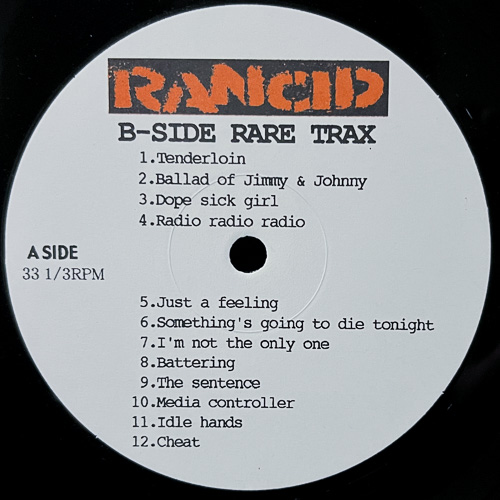 RANCID
B-SIDE RARE TRAX
1.Tenderloin
2.Ballad of Jimmy & Johnny
3.Dope sick girl
4.Radio radio radio
A SIDE
33 1/3RPM
5.Just a feeling
6.Something's going to die tonight
7.I'm not the only one
8.Battering
9.The sentence
10.Media controller
11.Idle hands
12.Cheat